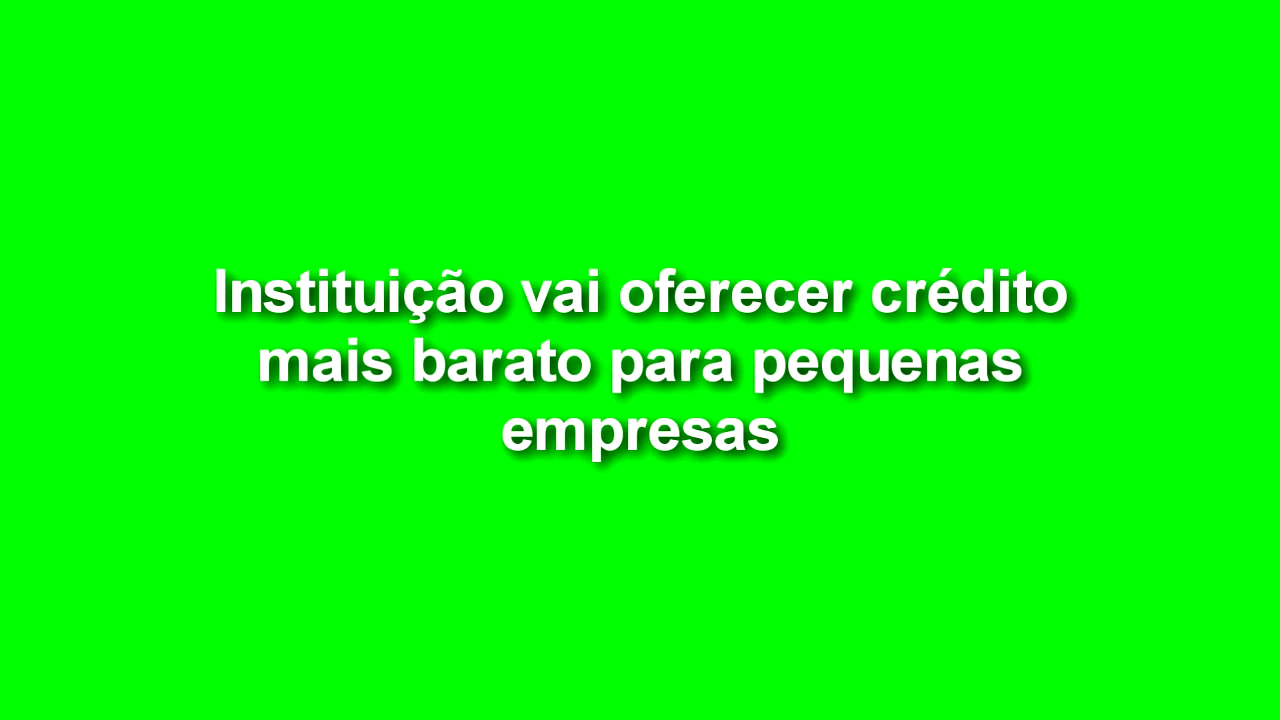 Instituição vai oferecer crédito
mais barato para pequenas
empresas